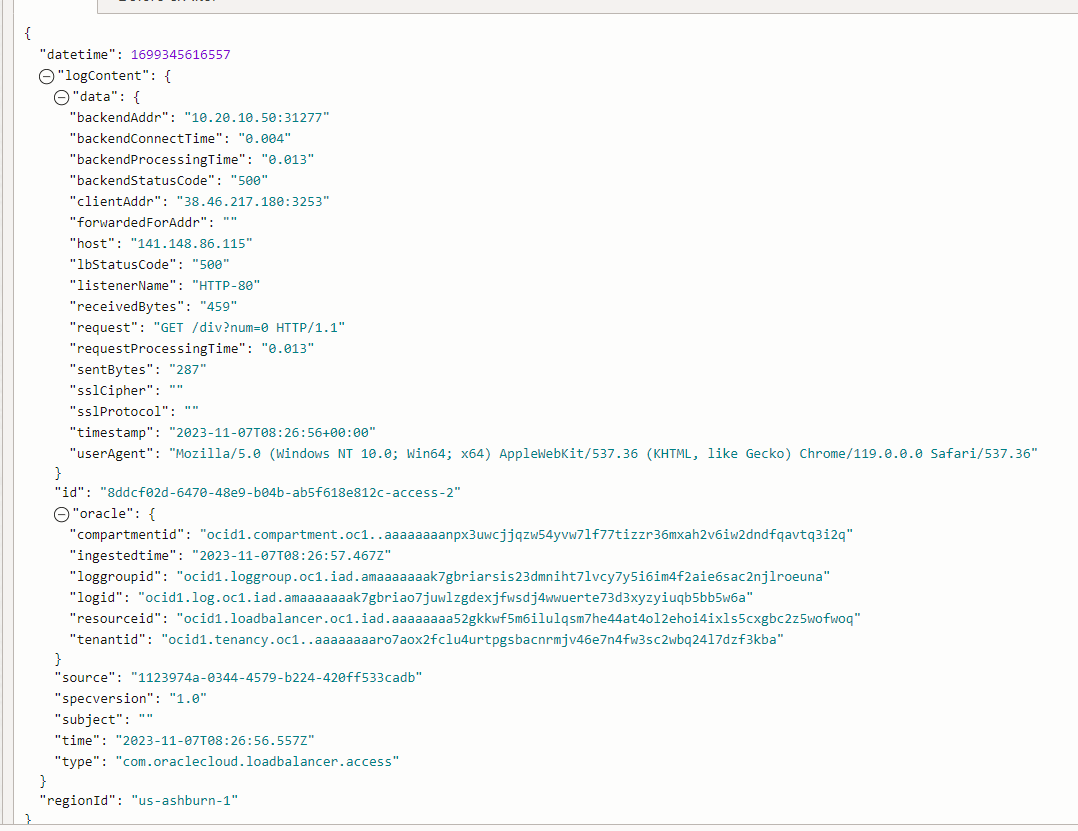 {
"datetime": 1699345616557
"logContent": {
"data": {
"backendAddr": "10.20.10.50:31277"
"backendConnectTime": "0.004"
"backendProcessingTime": "0.013"
"backendStatusCode": "500"
"clientAddr": "38.46.217.180:3253"
"forwardedForAddr": ""
"host": "141.148.86.115"
"lbStatusCode": "500"
"listenerName": "HTTP-80"
"receivedBytes": "459"
"request": "GET /div?num=0 HTTP/1.1"
"requestProcessingTime": "0.013"
"sentBytes": "287"
"sslCipher": ""
"sslProtocol": ""
"timestamp": "2023-11-07T08:26:56+00:00"
"userAgent": "Mozilla/5.0 (Windows NT 10.0; Win64; x64) AppleWebKit/537.36 (KHTML, like Gecko) Chrome/119.0.0.0 Safari/537.36"
}
"id": "8ddcf02d-6470-48e9-b04b-ab5f618e812c-access-2"
"oracle": {
"compartmentid": "ocid1.compartment.oc1..aaaaaaaanpx3uwcjjqzw54yvw7lf77tizzr36mxah2v6iw2dndfqavtq3i2q"
"ingestedtime": "2023-11-07T08:26:57.467Z"
"loggroupid": "ocid1.loggroup.oc1.iad.amaaaaaaak7gbriarsis23dmniht7lvcy7y5i6im4f2aie6sac2njlroeuna"
"logid": "ocid1.log.oc1.iad.amaaaaaaak7gbriao7juwlzgdexjfwsdj4wwuerte73d3xyzyiuqb5bb5w6a"
"resourceid": "ocid1.loadbalancer.oc1.iad.aaaaaaaa52gkkwf5m6ilulqsm7he44at4ol2ehoi4ixls5cxgbc2z5wofwoq"
"tenantid": "ocid1.tenancy.oc1..aaaaaaaaro7aox2fclu4urtpgsbacnrmjv46e7n4fw3sc2wbq24l7dzf3kba"
}
"source": "1123974a-0344-4579-b224-420ff533cadb"
"specversion": "1.0"
"subject": ""
"time": "2023-11-07T08:26:56.557Z"
"type": "com.oraclecloud.loadbalancer.access"
}
"regionId": "us-ashburn-1"
}